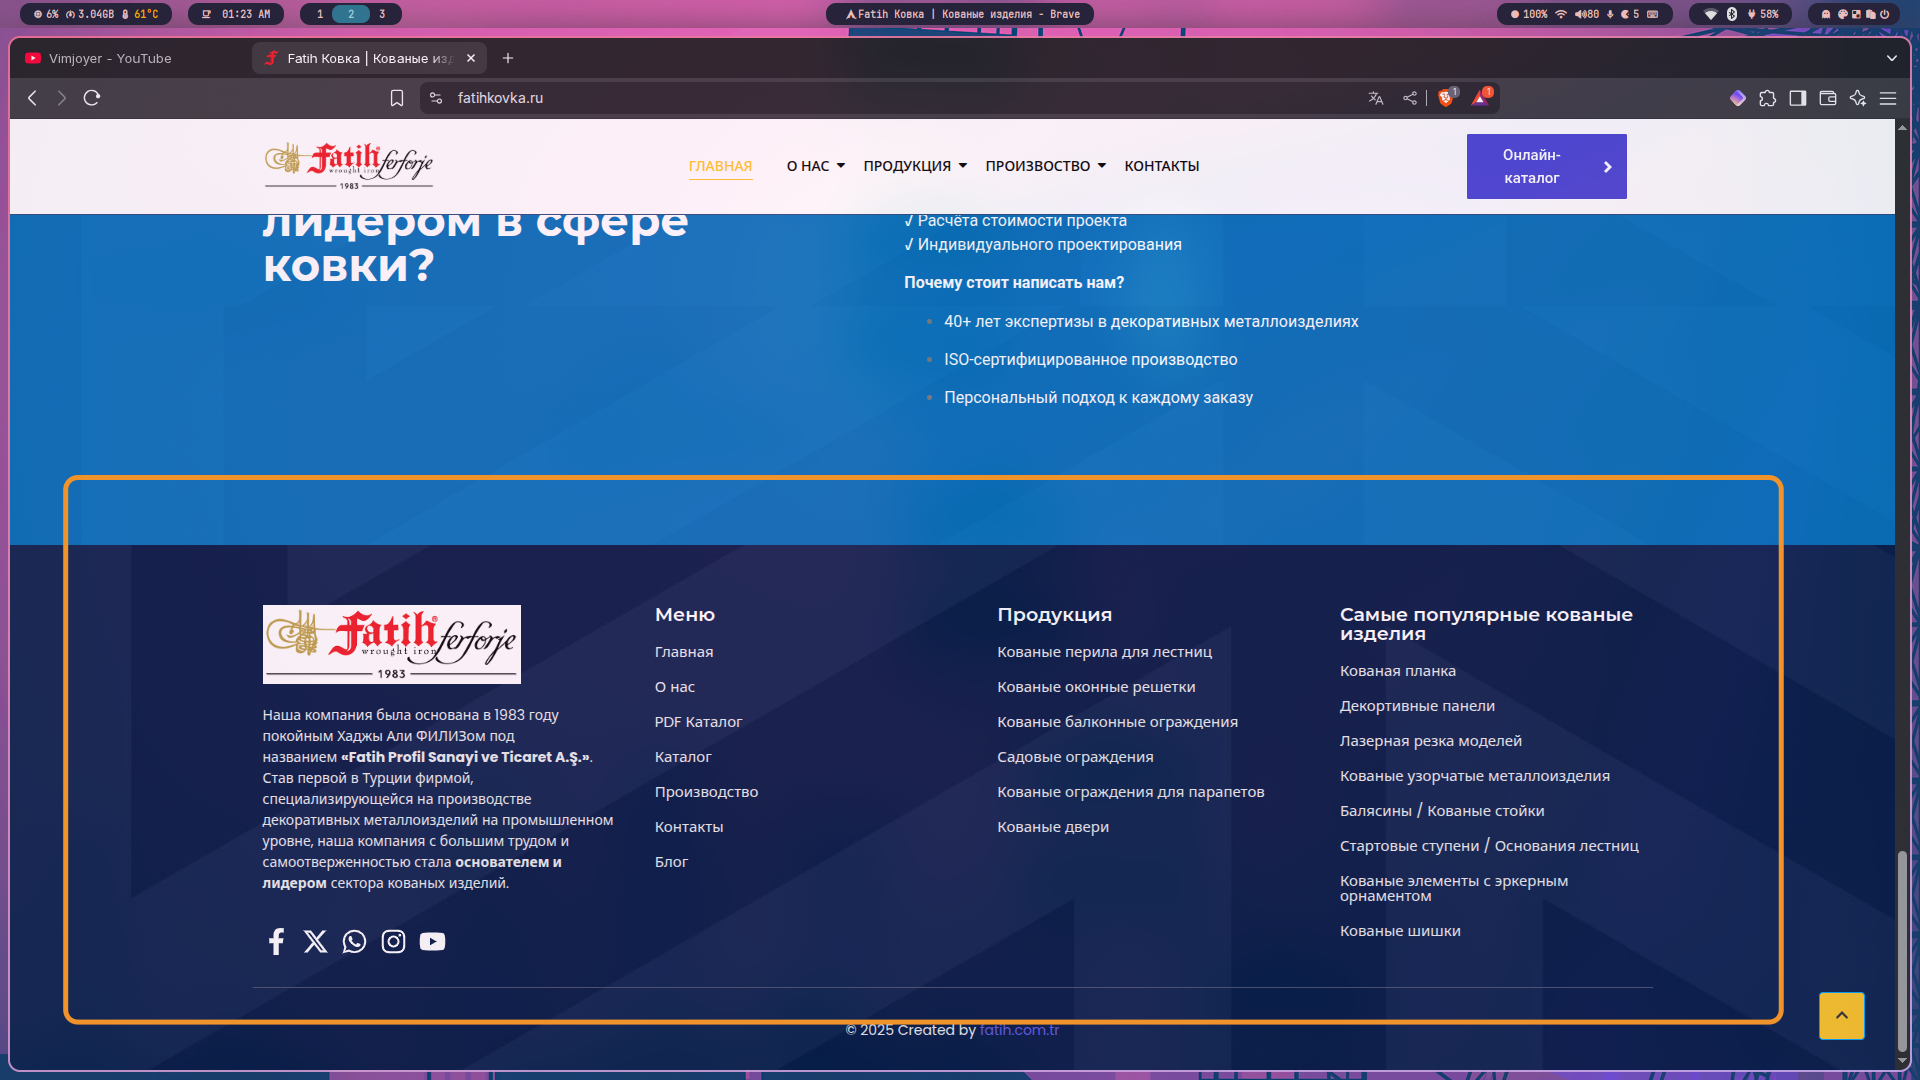 6% 3.04GB 61°C
01:23 AM
1 2 3
Fatih Ковка | Кованые изделия - Brave
100% 80 5
58%
Vimjoyer - YouTube
Fatih Ковка | Кованые изд
fatihkovka.ru
1
1
Fatih ferforje
wrought iron
1983
ГЛАВНАЯ
О НАС
ПРОДУКЦИЯ
ПРОИЗВОСТВО
КОНТАКТЫ
Онлайн-
каталог
лидером в сфере
ковки?
√ Расчёта стоимости проекта
√ Индивидуального проектирования
Почему стоит написать нам?
• 40+ лет экспертизы в декоративных металлоизделиях
• ISO-сертифицированное производство
• Персональный подход к каждому заказу
Fatih® ferforje
wrought iron
1983
Наша компания была основана в 1983 году
покойным Хаджы Али ФИЛИЗом под
названием «Fatih Profil Sanayi ve Ticaret A.Ş.».
Став первой в Турции фирмой,
специализирующейся на производстве
декоративных металлоизделий на промышленном
уровне, наша компания с большим трудом и
самоотверженностью стала основателем и
лидером сектора кованых изделий.
Меню
Главная
О нас
PDF Каталог
Каталог
Производство
Контакты
Блог
Продукция
Кованые перила для лестниц
Кованые оконные решетки
Кованые балконные ограждения
Садовые ограждения
Кованые ограждения для парапетов
Кованые двери
Самые популярные кованые
изделия
Кованая планка
Декортивные панели
Лазерная резка моделей
Кованые узорчатые металлоизделия
Балясины / Кованые стойки
Стартовые ступени / Основания лестниц
Кованые элементы с эркерным
орнаментом
Кованые шишки
© 2025 Created by fatih.com.tr